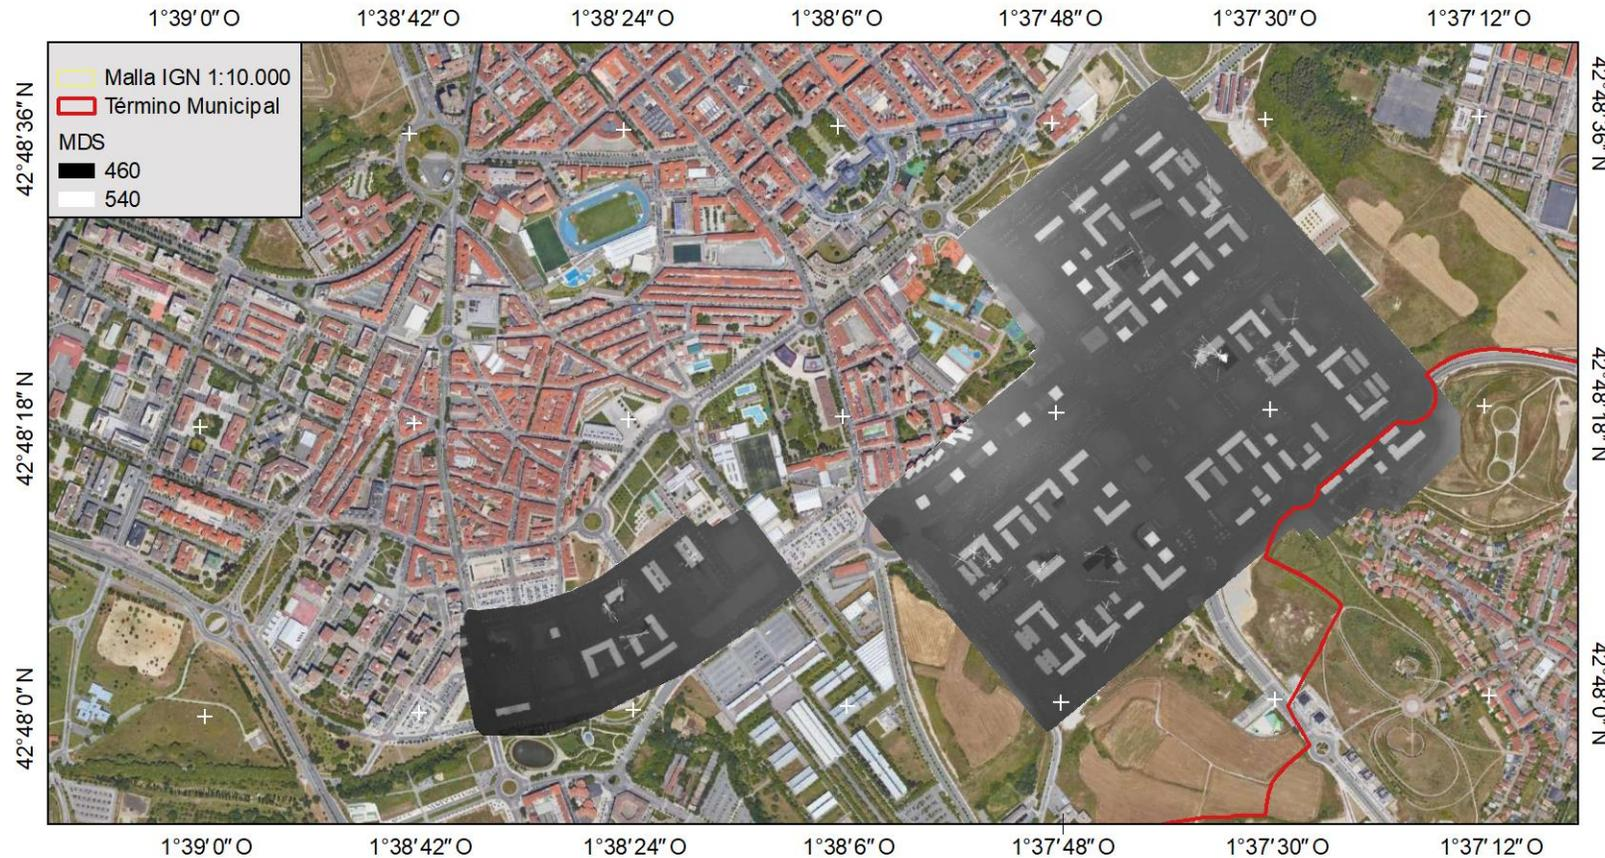 1°39′0″O 1°38′42″O 1°38′24″O 1°38′6″O 1°37′48″O 1°37′30″O 1°37′12″O
Malla IGN 1:10.000
Término Municipal
MDS
460
540
42°48′36″N
42°48′18″N
42°48′0″N
42°48′36″N
42°48′18″N
42°48′0″N
1°39′0″O 1°38′42″O 1°38′24″O 1°38′6″O 1°37′48″O 1°37′30″O 1°37′12″O